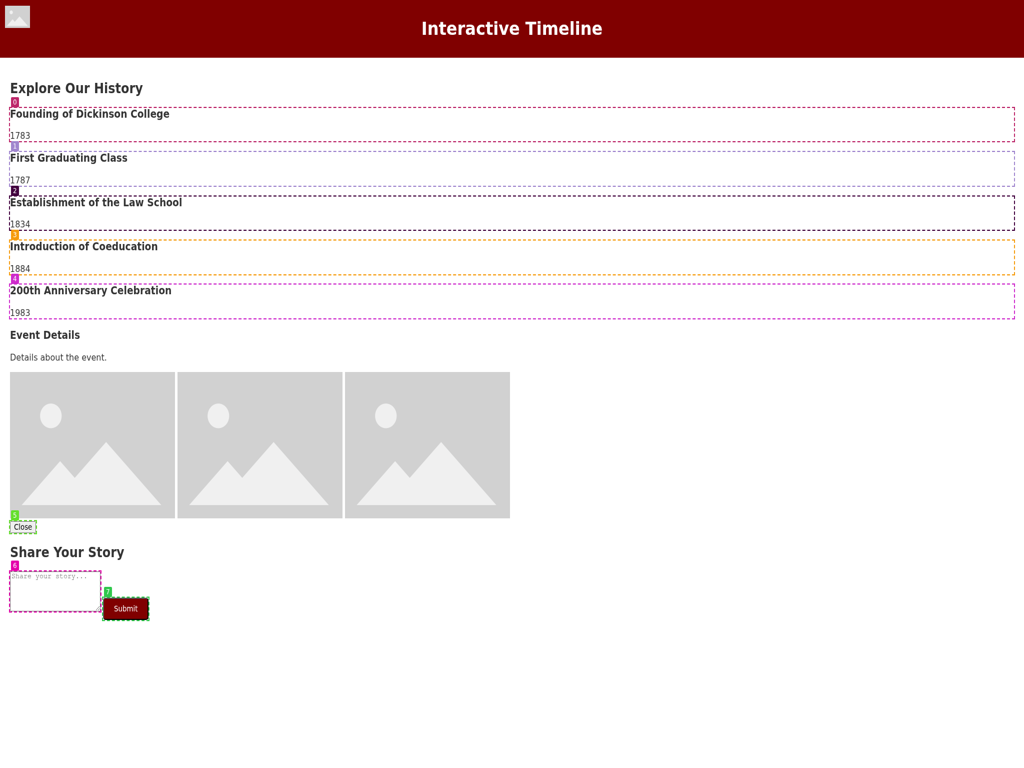 Interactive Timeline
Explore Our History
0
Founding of Dickinson College
1783
1
First Graduating Class
1787
2
Establishment of the Law School
1834
3
Introduction of Coeducation
1884
4
200th Anniversary Celebration
1983
Event Details
Details about the event.
5
Close
Share Your Story
6
Share your story...
7
Submit